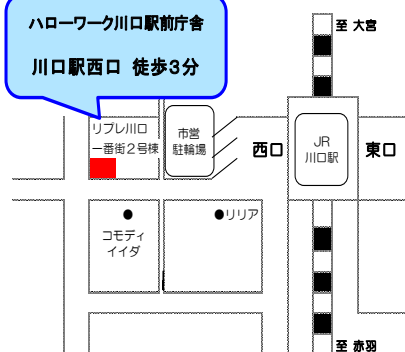 ハローワーク川口駅前庁舎
川口駅西口 徒歩3分
至 大宮
リプレ川口
一番街2号棟
市営
駐輪場
西口
JR
川口駅
東口
●リリア
●
コモディ
イイダ
至 赤羽